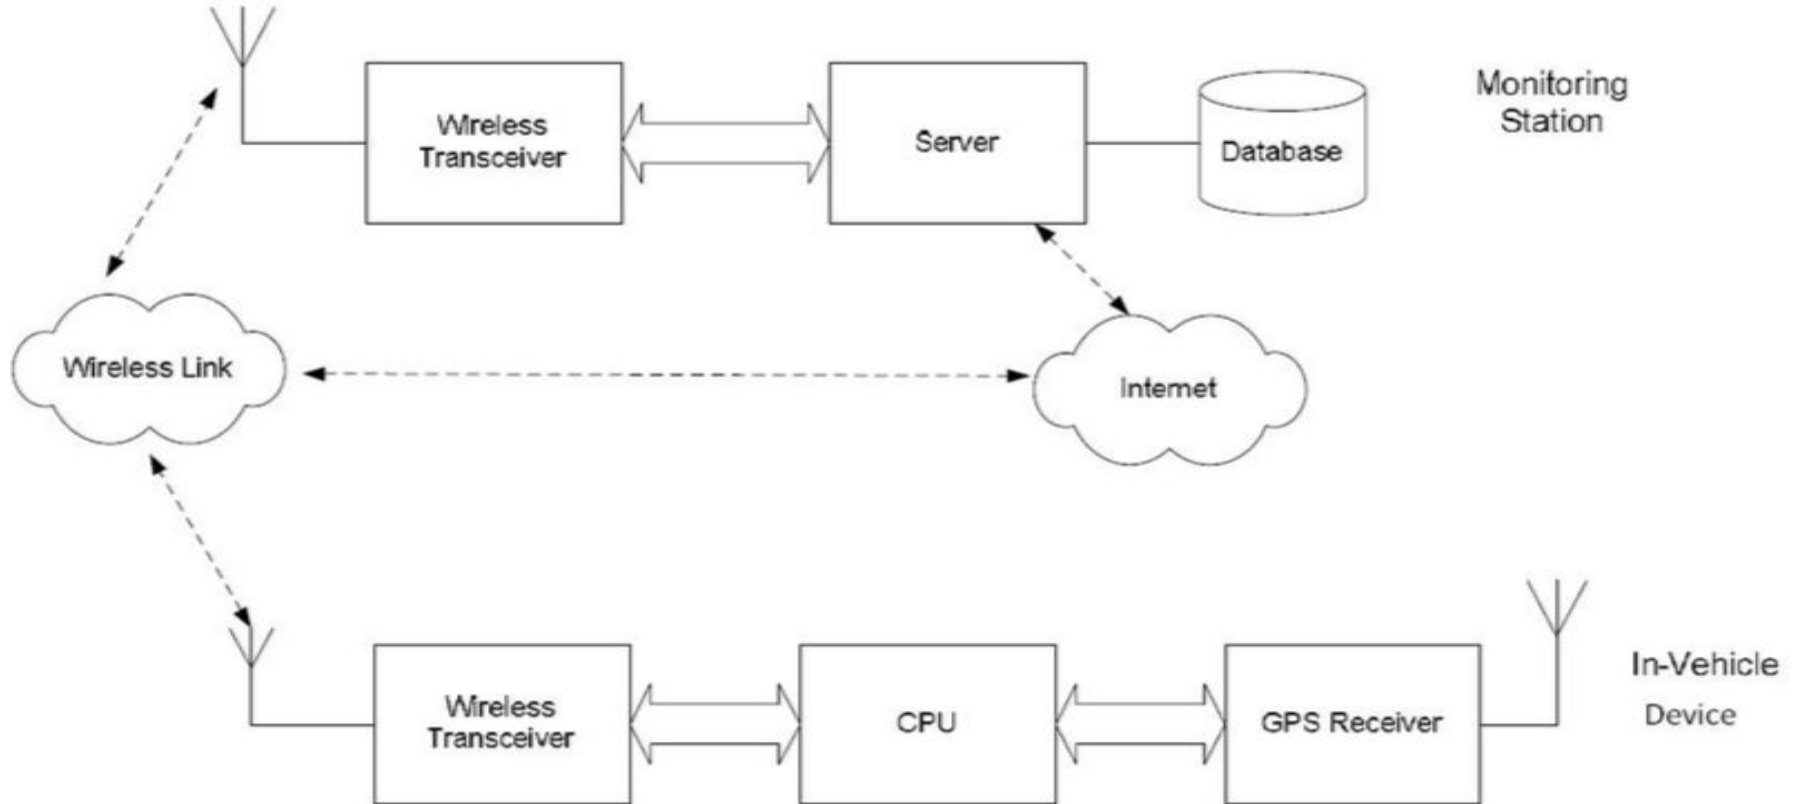 Monitoring
Station
Wireless
Transceiver
Server
Database
Wireless Link
Internet
Wireless
Transceiver
CPU
GPS Receiver
In-Vehicle
Device